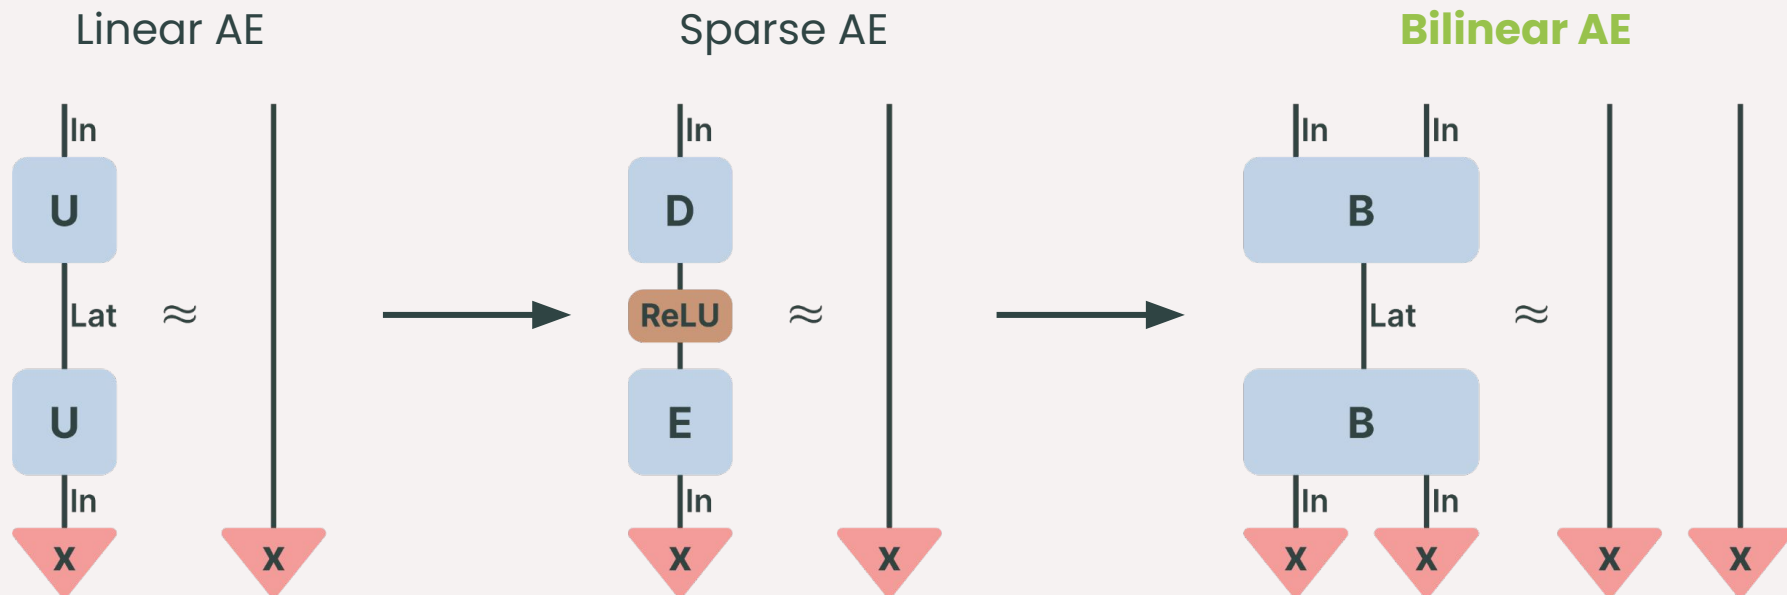 Linear AE
Sparse AE
Bilinear AE
In
In
In
In
U
D
B
Lat
≈
ReLU
≈
Lat
≈
U
E
B
In
In
In
In
x
x
x
x
x
x
x
x